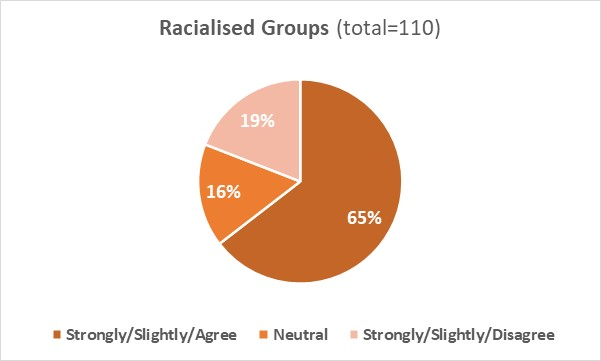 Racialised Groups (total=110)
19%
16%
65%
Strongly/Slightly/Agree Neutral Strongly/Slightly/Disagree